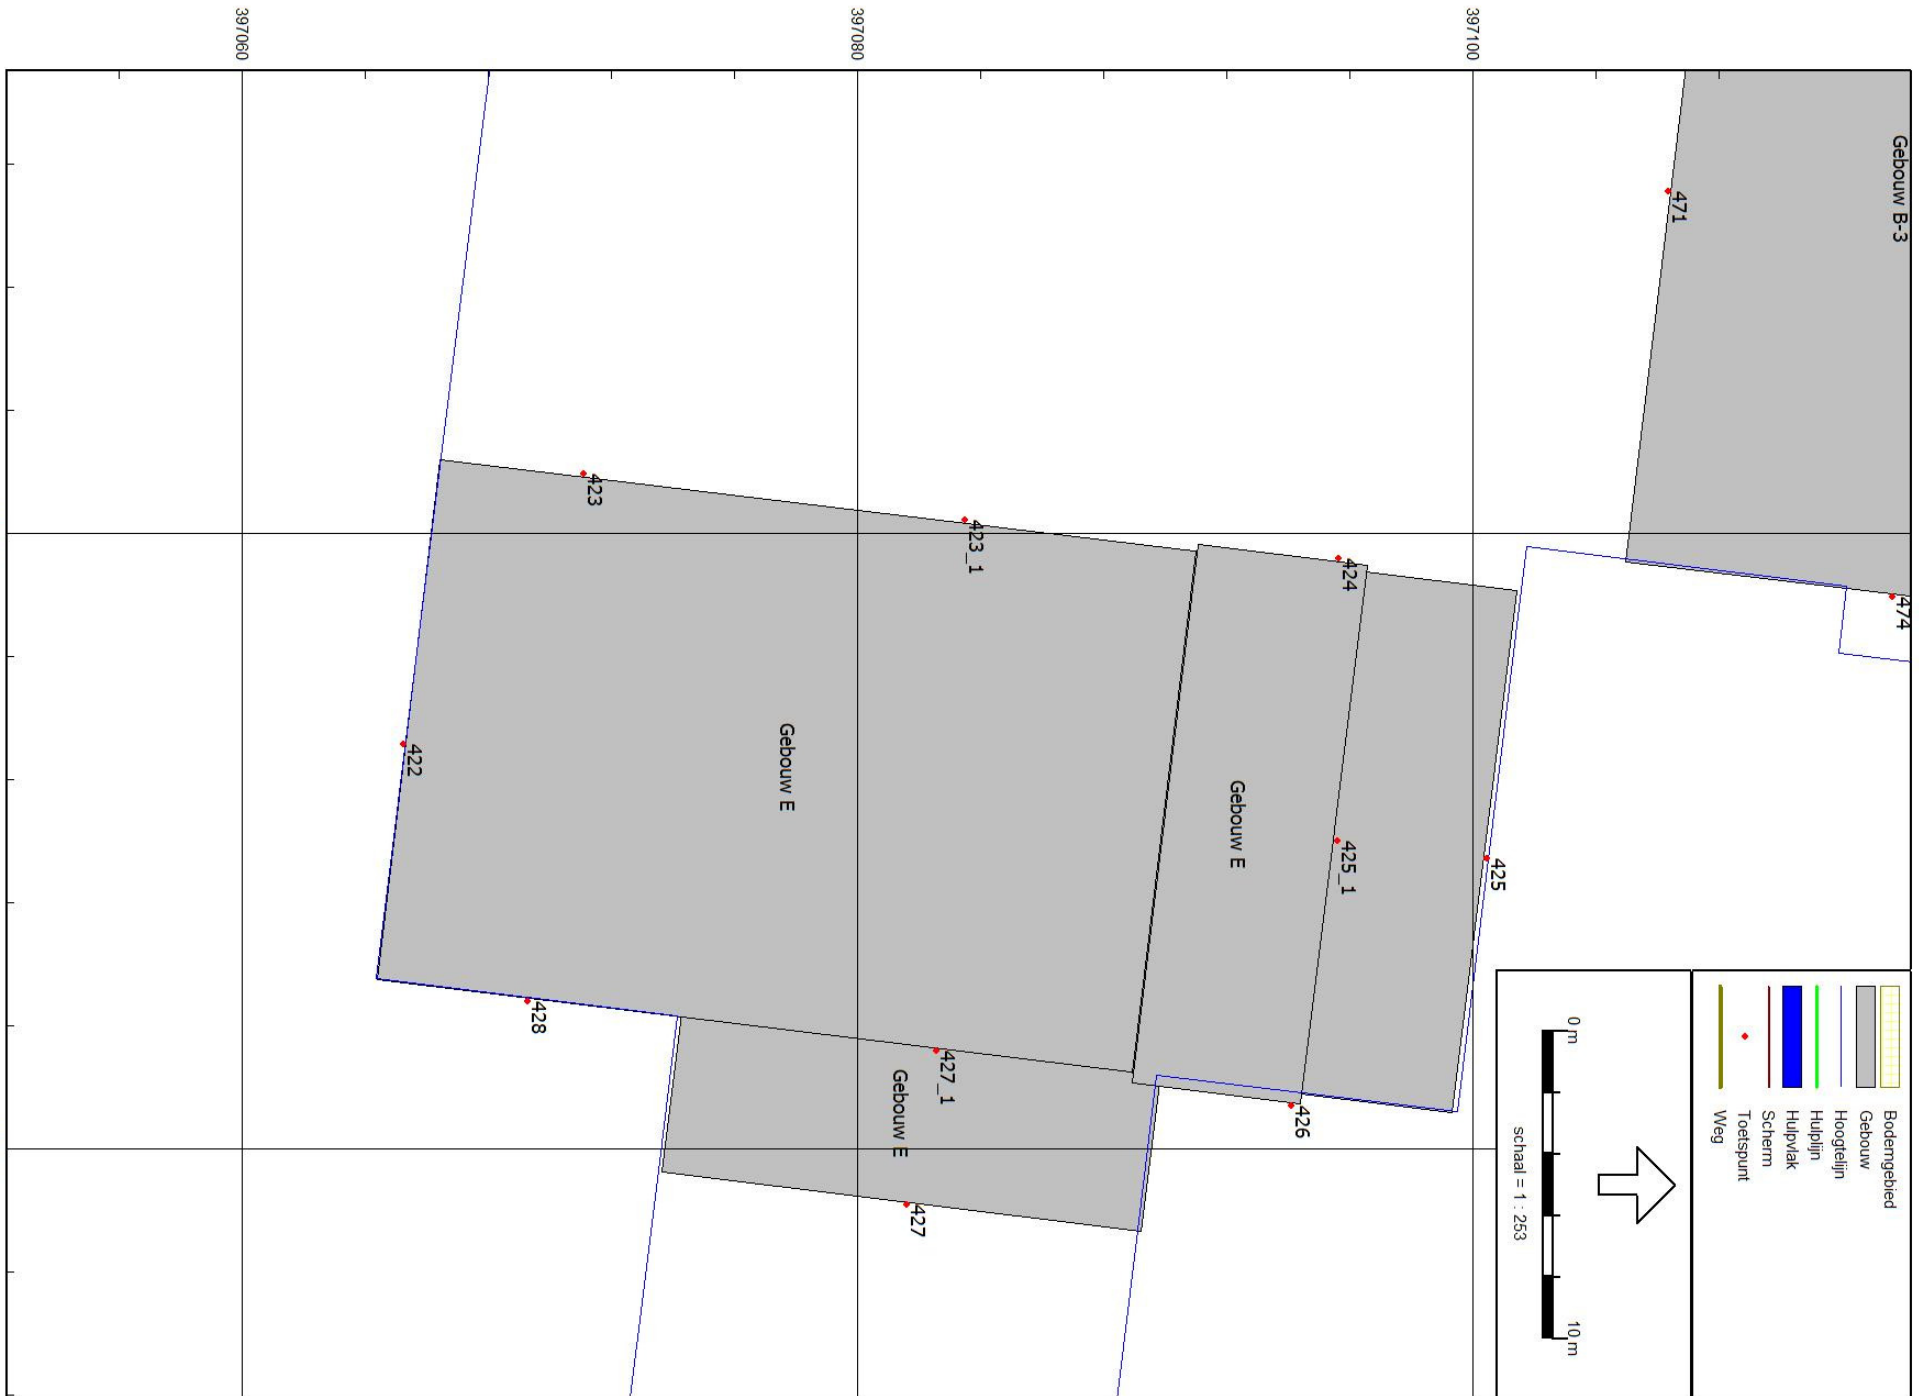 397060
397080
397100
Gebouw B-3
471
474
423
423_1
424
422
Gebouw E
Gebouw E
425_1
425
428
427_1
Gebouw E
426
427
Bodemgebied
Gebouw
Hoogtelijn
Hulplijn
Hulpvlak
Scherm
Toetspunt
Weg
0 m
10 m
schaal = 1 : 253